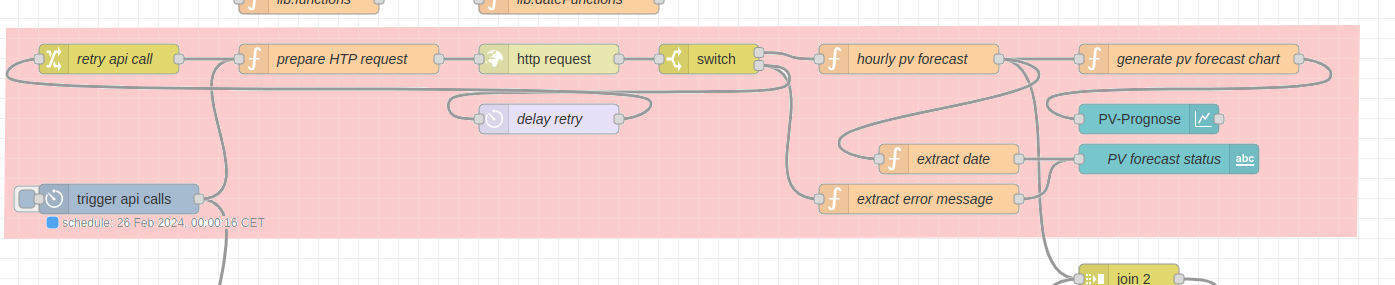 lib.functions lib.dateFunctions
retry api call prepare HTP request http request switch hourly pv forecast generate pv forecast chart
delay retry PV-Prognose
extract date PV forecast status abc
trigger api calls extract error message
schedule: 26 Feb 2024, 00:00:16 CET
join 2